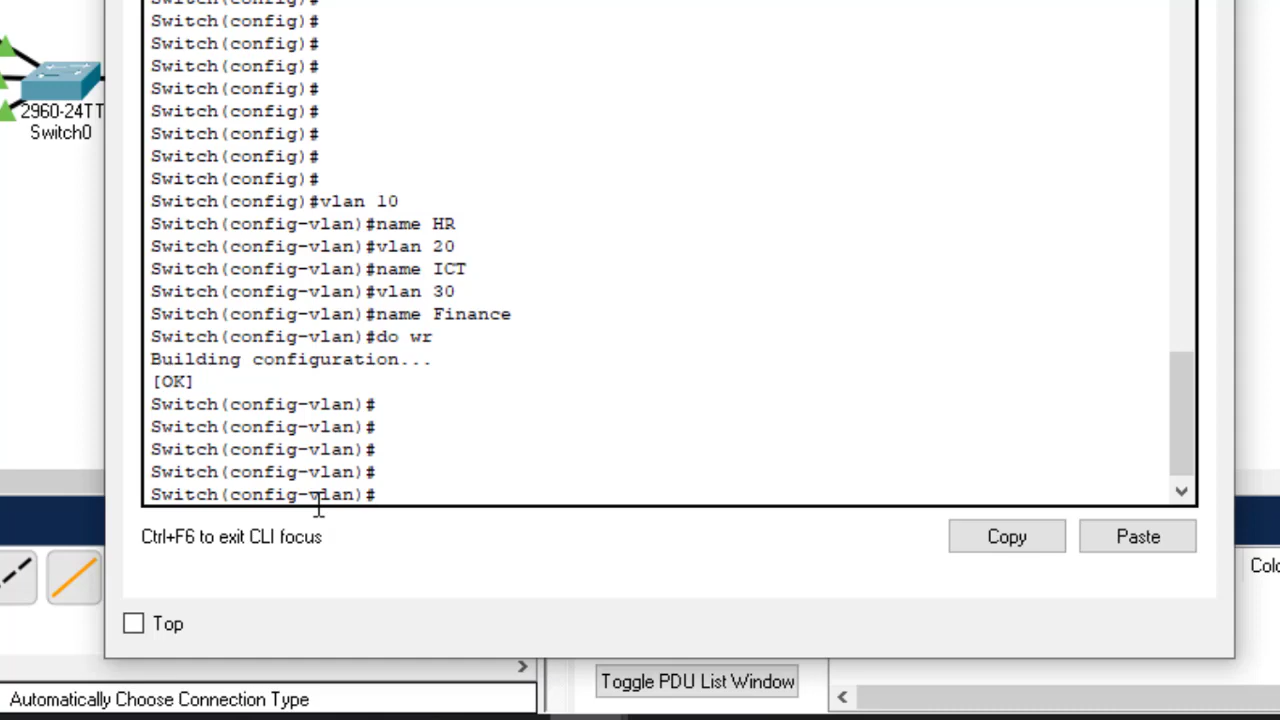 Switch(config)#
Switch(config)#
Switch(config)#
Switch(config)#
Switch(config)#
Switch(config)#
Switch(config)#
Switch(config)#
Switch(config)#
Switch(config)#vlan 10
Switch(config-vlan)#name HR
Switch(config-vlan)#vlan 20
Switch(config-vlan)#name ICT
Switch(config-vlan)#vlan 30
Switch(config-vlan)#name Finance
Switch(config-vlan)#do wr
Building configuration...
[OK]
Switch(config-vlan)#
Switch(config-vlan)#
Switch(config-vlan)#
Switch(config-vlan)#
Switch(config-vlan)#
2960-24TT
Switch0
Ctrl+F6 to exit CLI focus
Copy
Paste
Top
Toggle PDU List Window
Automatically Choose Connection Type